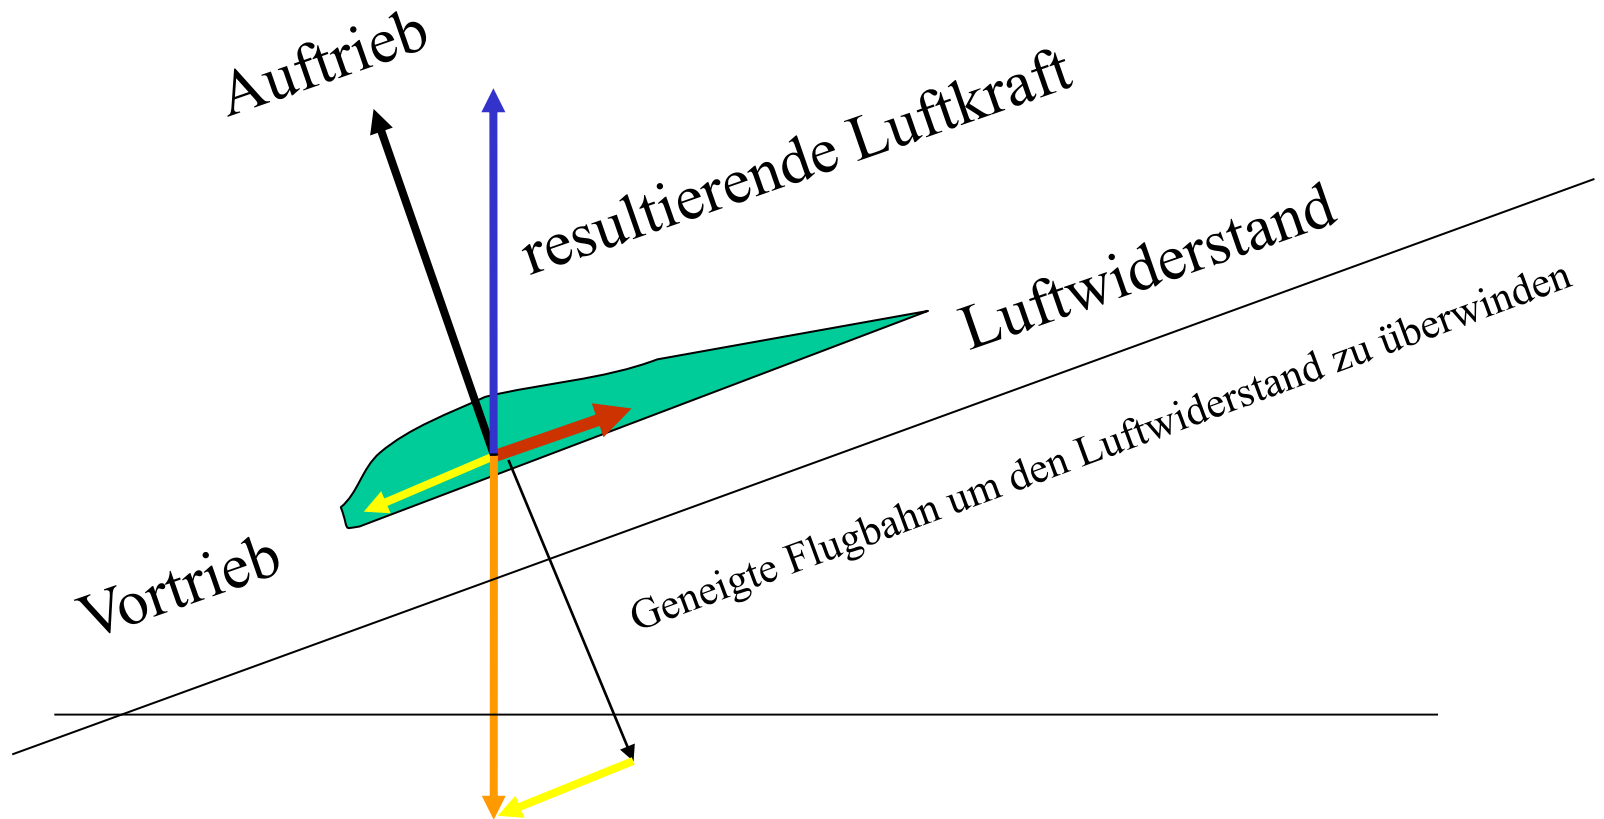 Auftrieb
resultierende Luftkraft
Luftwiderstand
Geneigte Flugbahn um den Luftwiderstand zu überwinden
Vortrieb